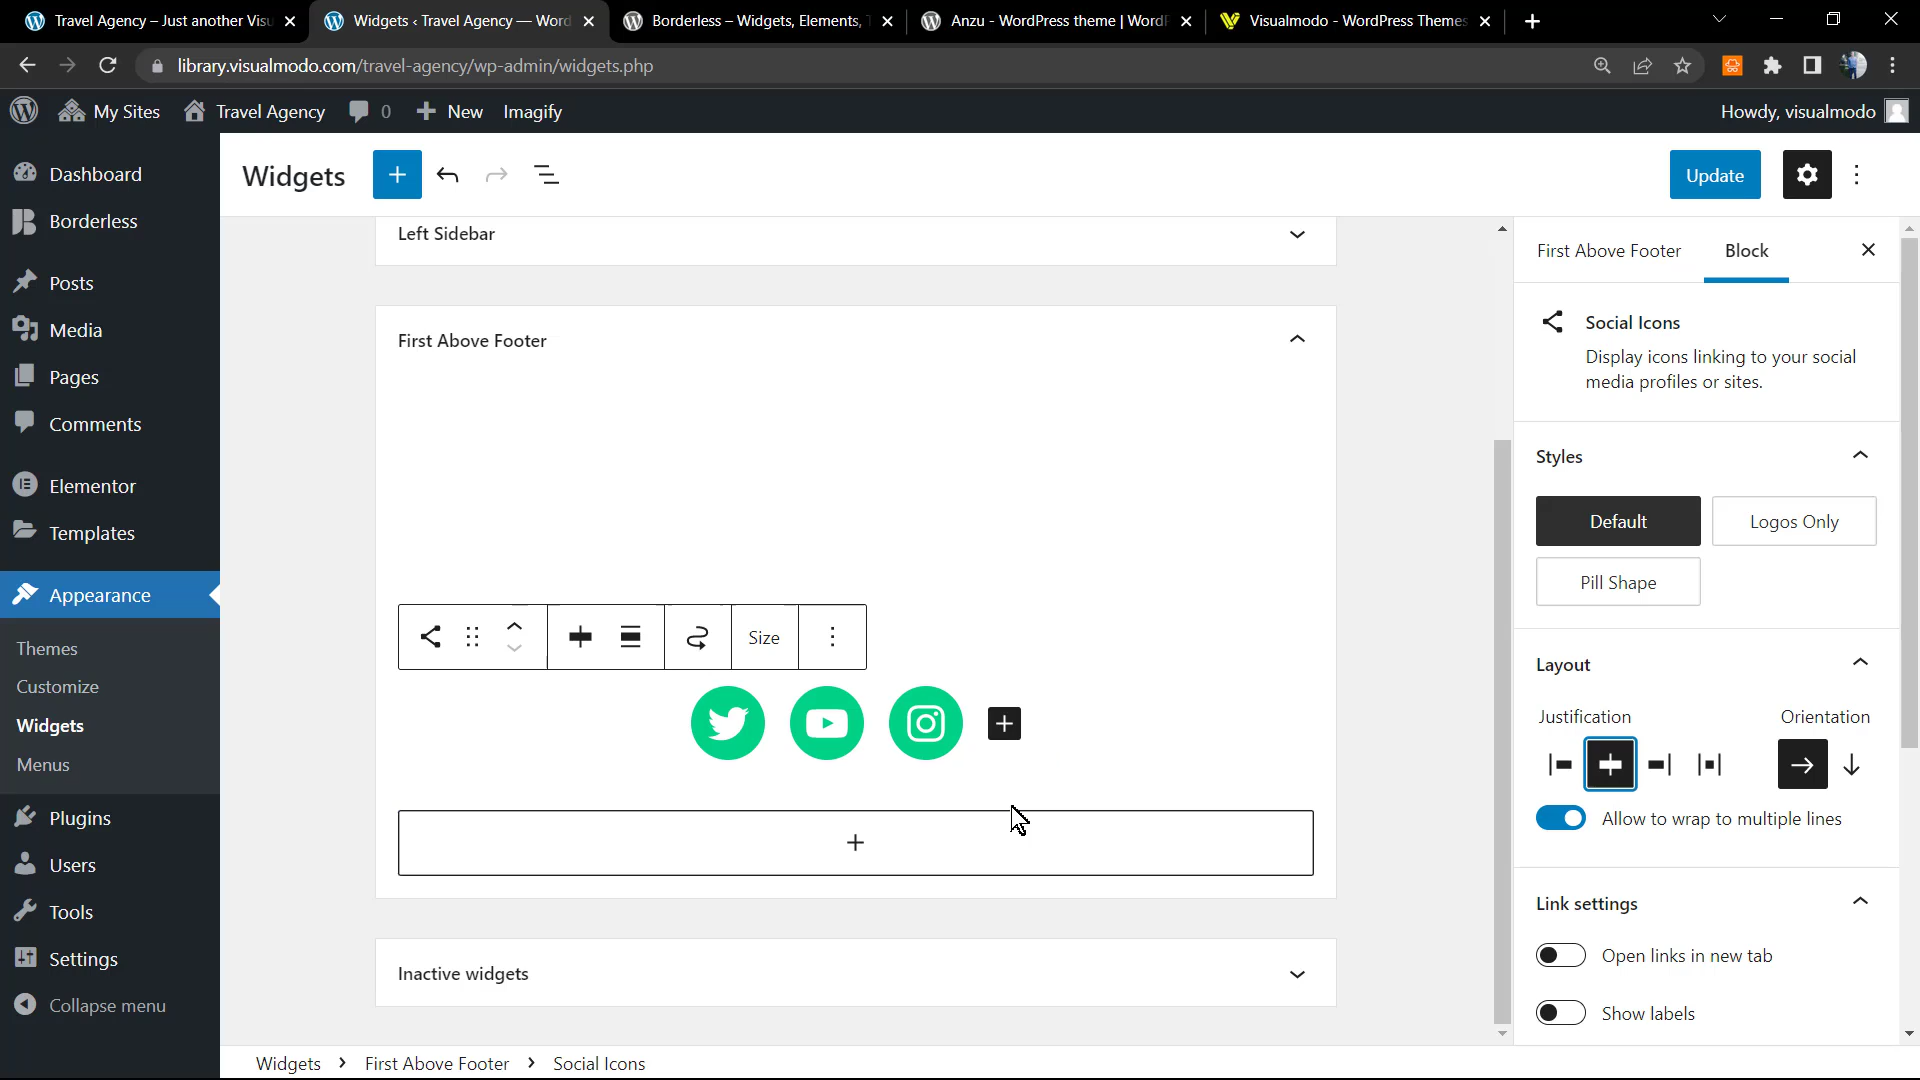 Travel Agency – Just another Visu
Widgets ‹ Travel Agency — Word
Borderless – Widgets, Elements, T
Anzu - WordPress theme | WordP
Visualmodo - WordPress Themes
library.visualmodo.com/travel-agency/wp-admin/widgets.php
My Sites
Travel Agency
0
New
Imagify
Howdy, visualmodo
Dashboard
Borderless
Posts
Media
Pages
Comments
Elementor
Templates
Appearance
Themes
Customize
Widgets
Menus
Plugins
Users
Tools
Settings
Collapse menu
Widgets
Update
Left Sidebar
First Above Footer
Size
Inactive widgets
Widgets › First Above Footer › Social Icons
First Above Footer
Block
Social Icons
Display icons linking to your social
media profiles or sites.
Styles
Default
Logos Only
Pill Shape
Layout
Justification
Orientation
Allow to wrap to multiple lines
Link settings
Open links in new tab
Show labels